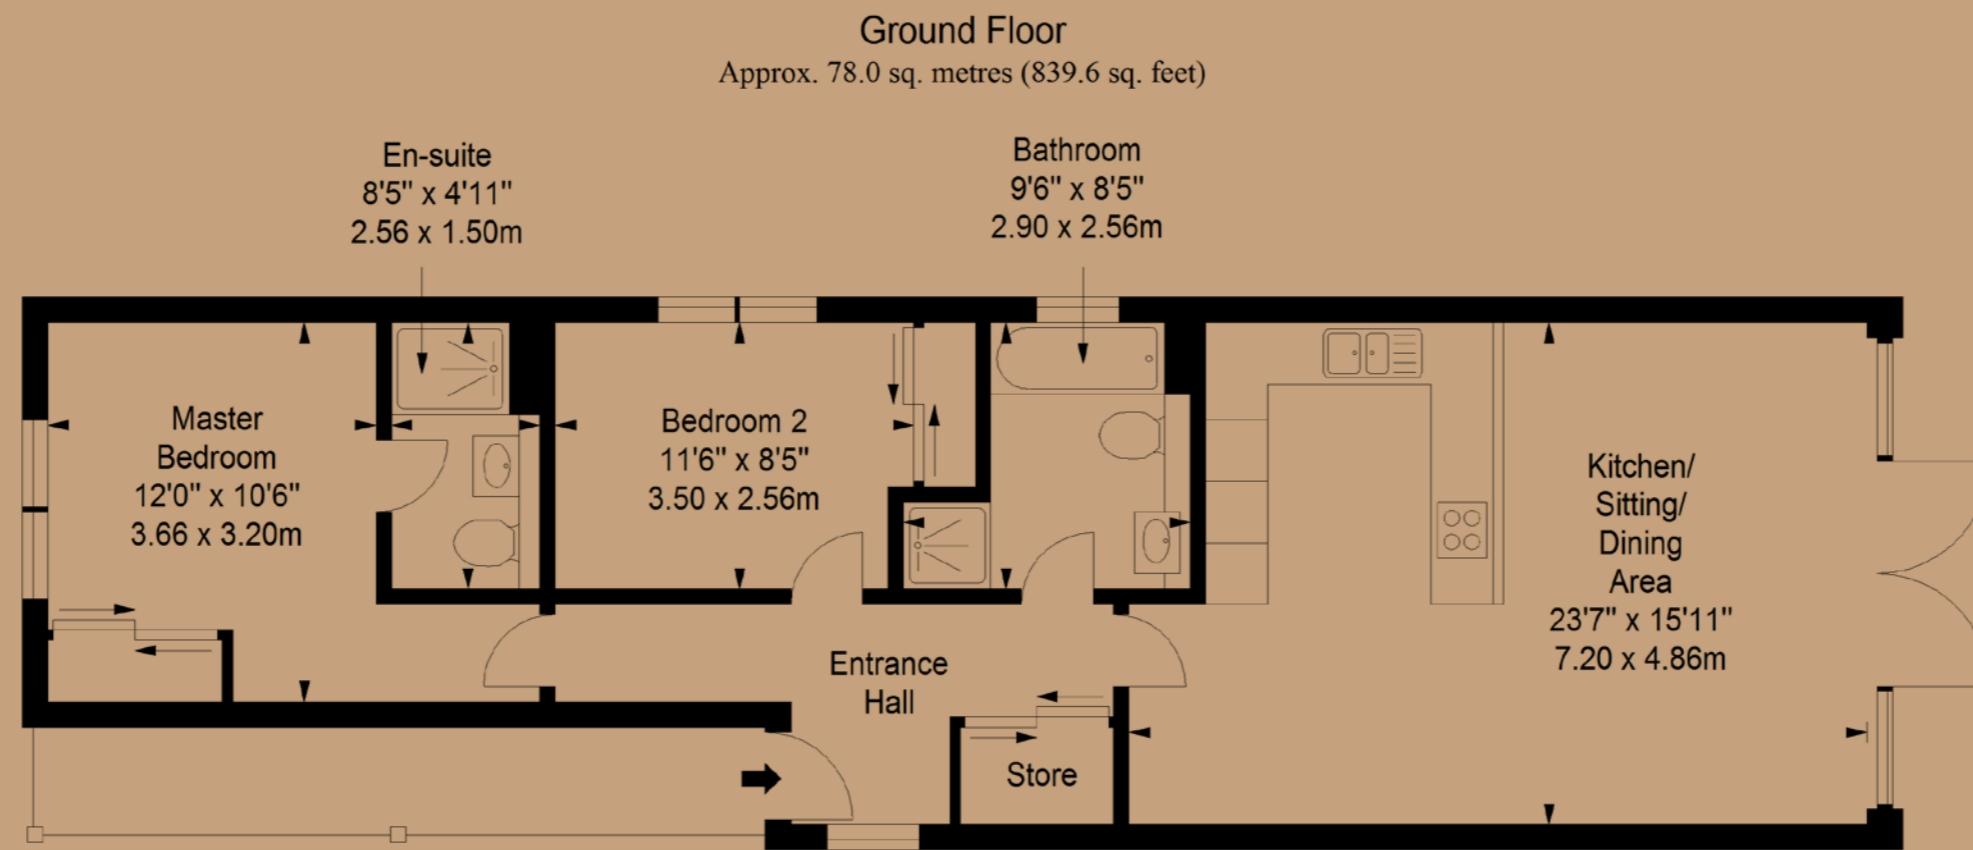 Ground Floor
Approx. 78.0 sq. metres (839.6 sq. feet)
En-suite
8'5" x 4'11"
2.56 x 1.50m
Bathroom
9'6" x 8'5"
2.90 x 2.56m
Master
Bedroom
12'0" x 10'6"
3.66 x 3.20m
Bedroom 2
11'6" x 8'5"
3.50 x 2.56m
Kitchen/
Sitting/
Dining
Area
23'7" x 15'11"
7.20 x 4.86m
Entrance
Hall
Store